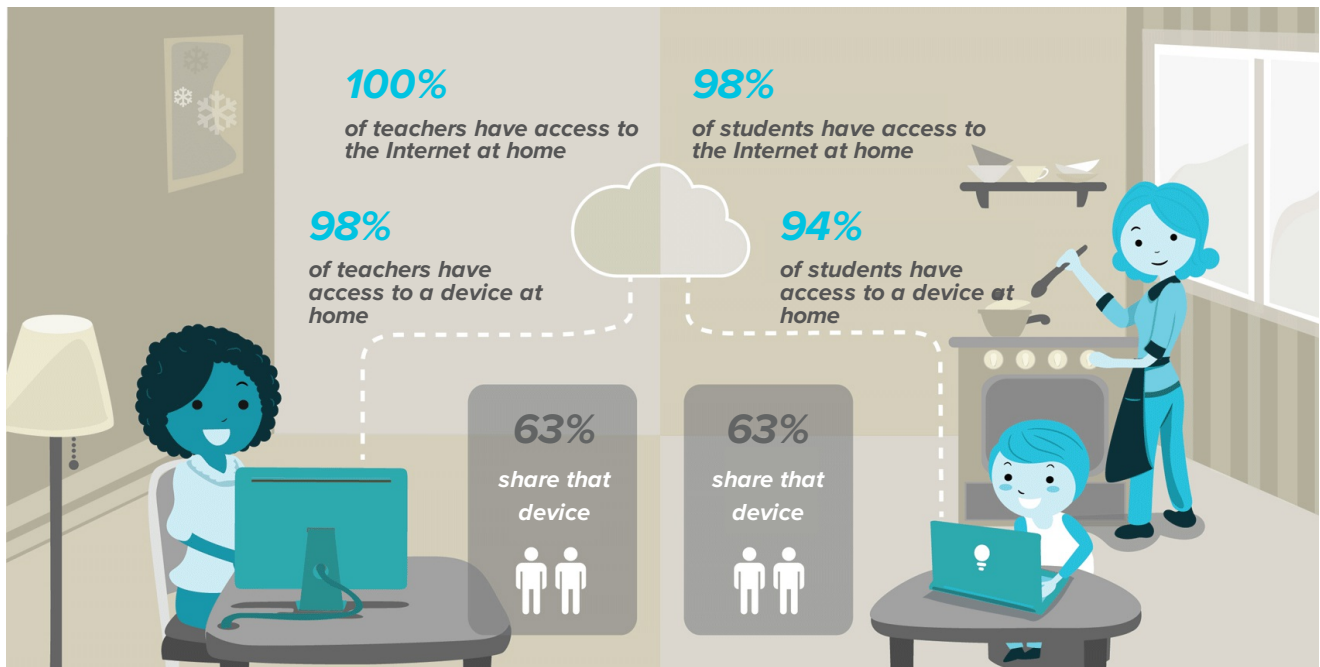 100%
of teachers have access to
the Internet at home
98%
of teachers have
access to a device at
home
63%
share that
device
98%
of students have access to
the Internet at home
94%
of students have
access to a device at
home
63%
share that
device